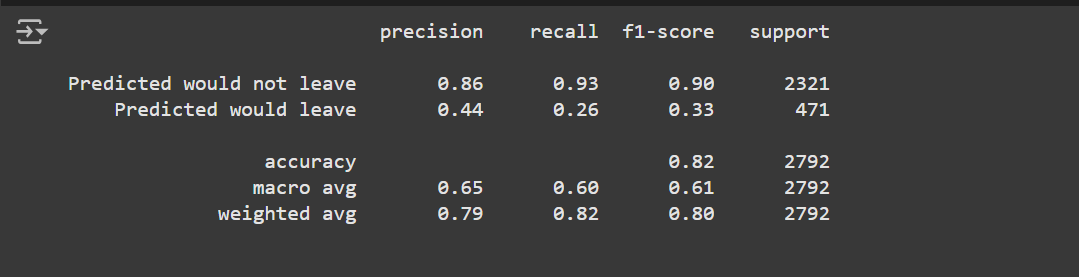 precision recall f1-score support
Predicted would not leave 0.86 0.93 0.90 2321
Predicted would leave 0.44 0.26 0.33 471
accuracy 0.82 2792
macro avg 0.65 0.60 0.61 2792
weighted avg 0.79 0.82 0.80 2792